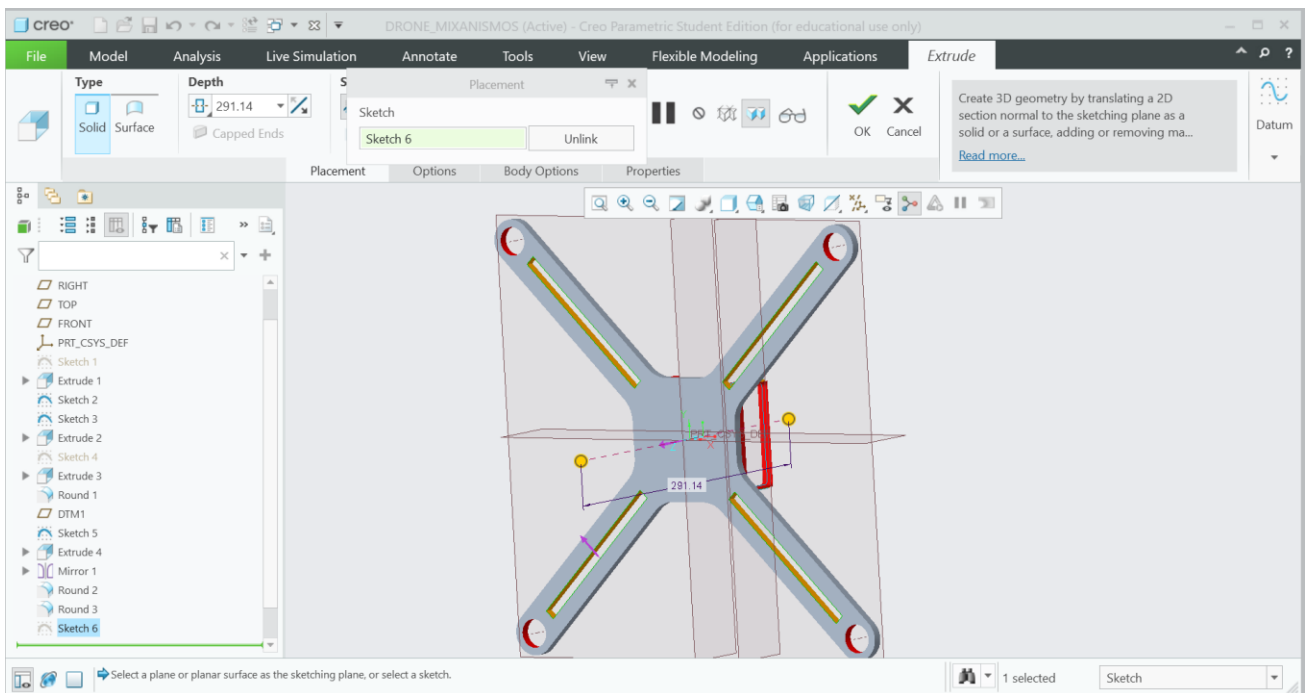 creo®
DRONE_MIXANISMOS (Active) - Creo Parametric Student Edition (for educational use only)
File Model Analysis Live Simulation Annotate Tools View Flexible Modeling Applications Extrude
Type
Solid Surface
Depth
291.14
Capped Ends
S
Placement
Sketch
Sketch 6 Unlink
OK Cancel
Create 3D geometry by translating a 2D
section normal to the sketching plane as a
solid or a surface, adding or removing ma...
Read more...
Datum
Placement Options Body Options Properties
RIGHT
TOP
FRONT
PRT_CSYS_DEF
Sketch 1
Extrude 1
Sketch 2
Sketch 3
Extrude 2
Sketch 4
Extrude 3
Round 1
DTM1
Sketch 5
Extrude 4
Mirror 1
Round 2
Round 3
Sketch 6
X
291.14
Select a plane or planar surface as the sketching plane, or select a sketch.
1 selected
Sketch